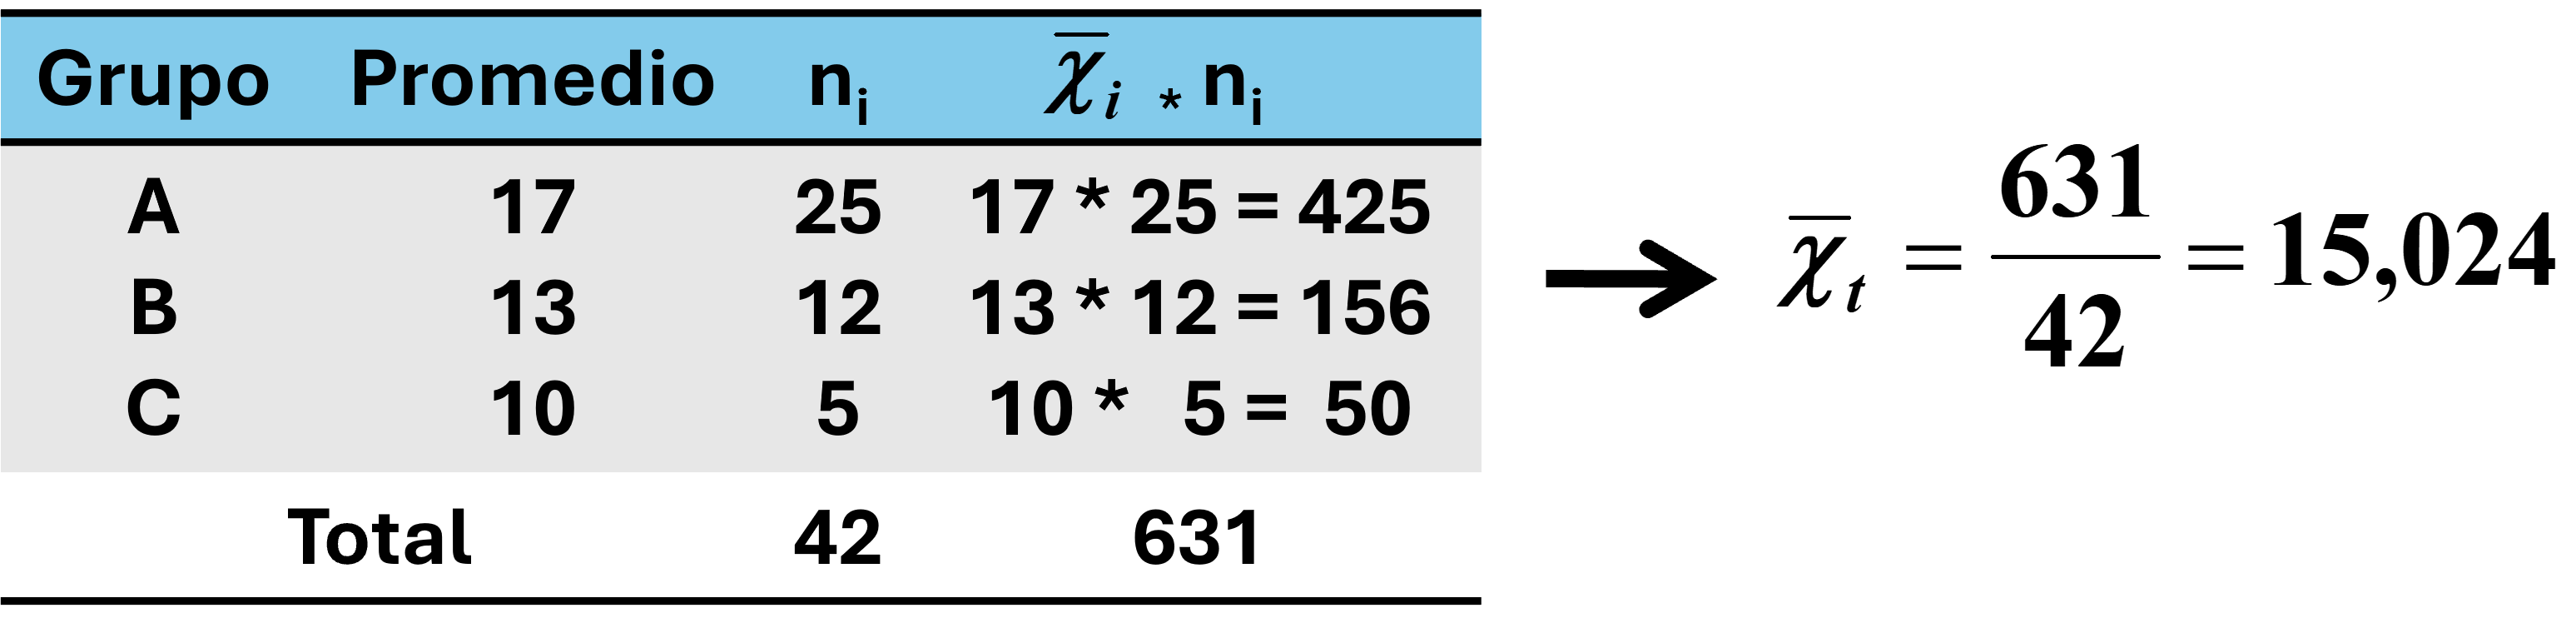 Grupo Promedio nᵢ χ̄ᵢ * nᵢ
A 17 25 17 * 25 = 425
B 13 12 13 * 12 = 156
C 10 5 10 * 5 = 50
Total 42 631
χ̄ₜ = 631/42 = 15,024